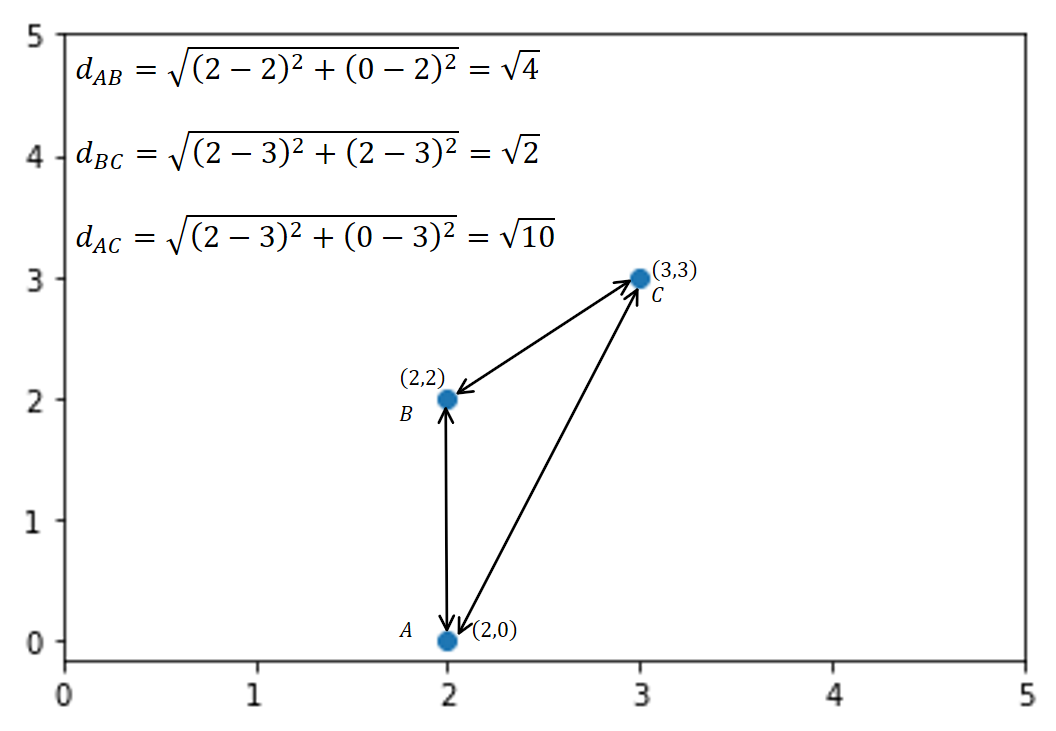 5
d_AB = √((2 − 2)² + (0 − 2)²) = √4
4
d_BC = √((2 − 3)² + (2 − 3)²) = √2
d_AC = √((2 − 3)² + (0 − 3)²) = √10
3
(3,3)
C
(2,2)
2
B
1
A
(2,0)
0
0 1 2 3 4 5